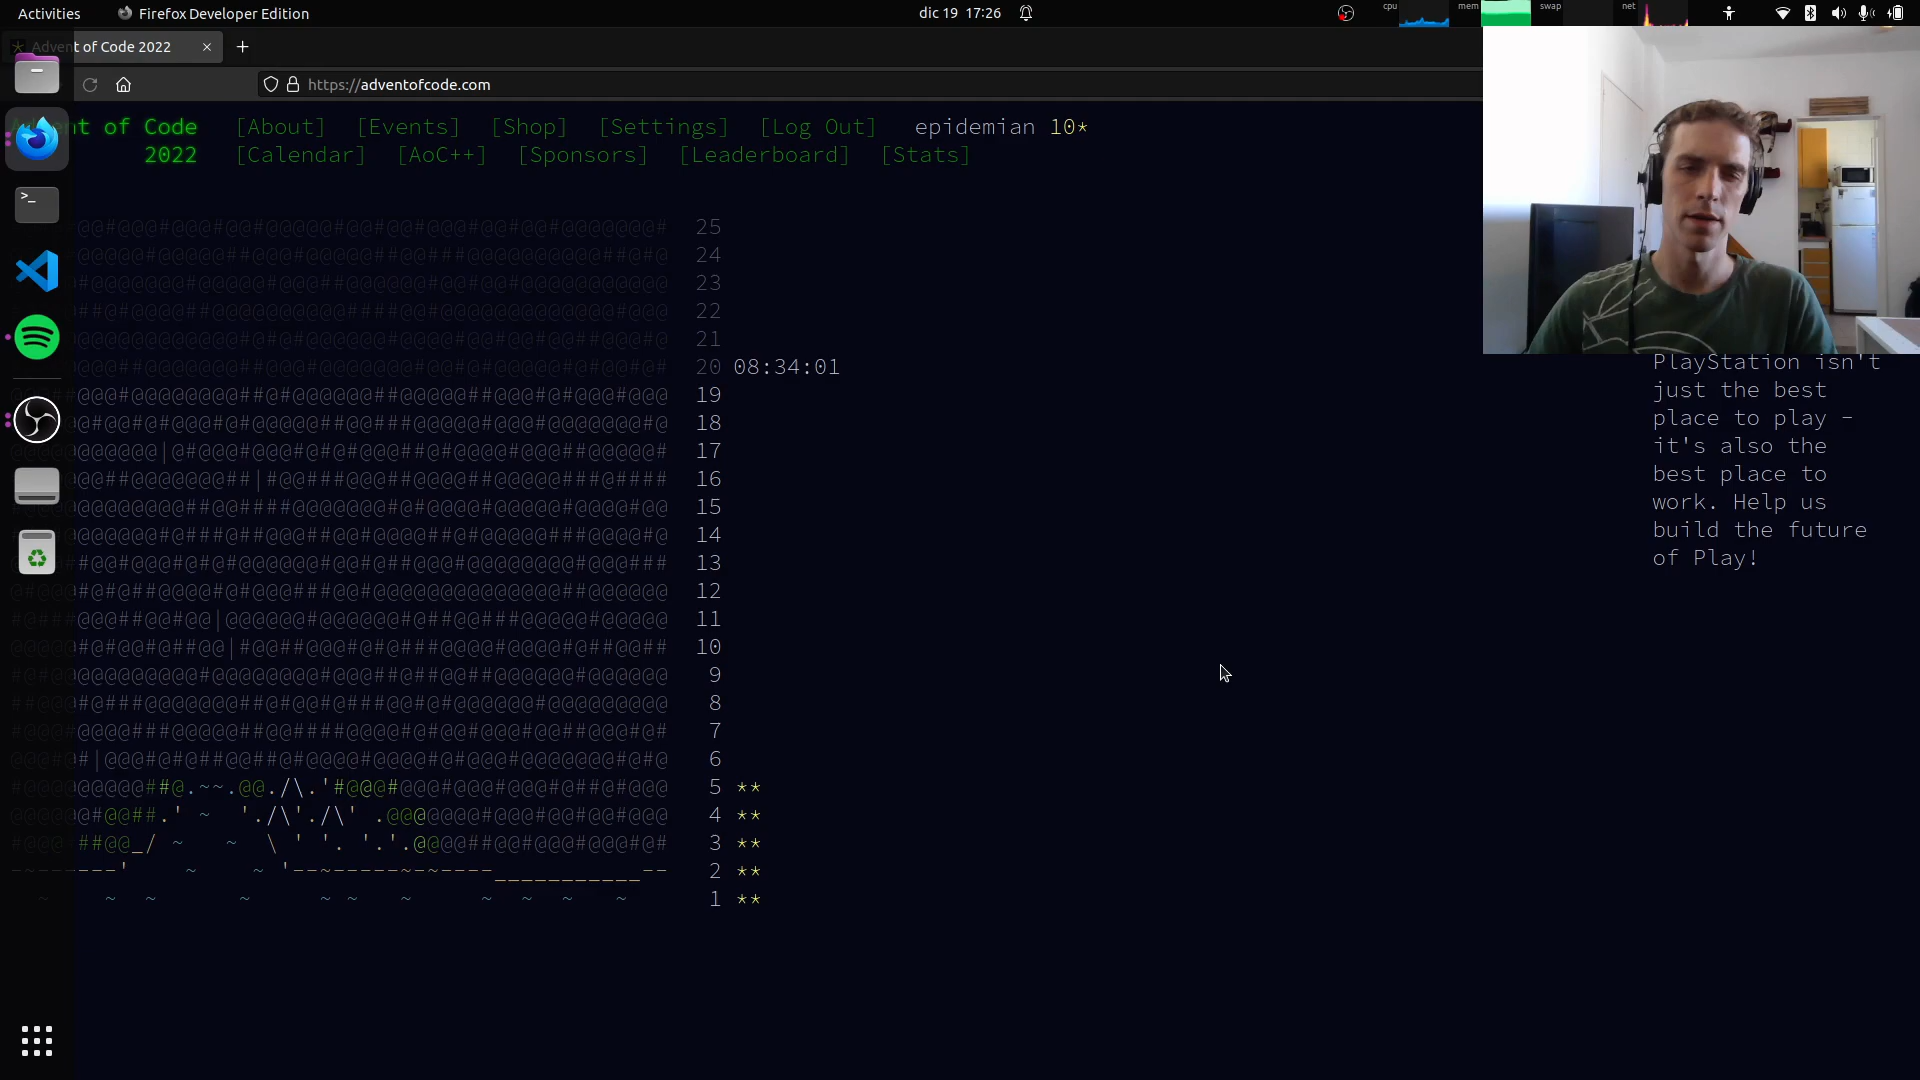 Activities
Firefox Developer Edition
dic 19 17:26
cpu
mem
swap
net
Advent of Code 2022
https://adventofcode.com
nt of Code [About] [Events] [Shop] [Settings] [Log Out] epidemian 10*
2022 [Calendar] [AoC++] [Sponsors] [Leaderboard] [Stats]
25
24
23
22
21
20 08:34:01
19
18
17
16
15
14
13
12
11
10
9
8
7
6
5 **
4 **
3 **
2 **
1 **
PlayStation isn't
just the best
place to play -
it's also the
best place to
work. Help us
build the future
of Play!